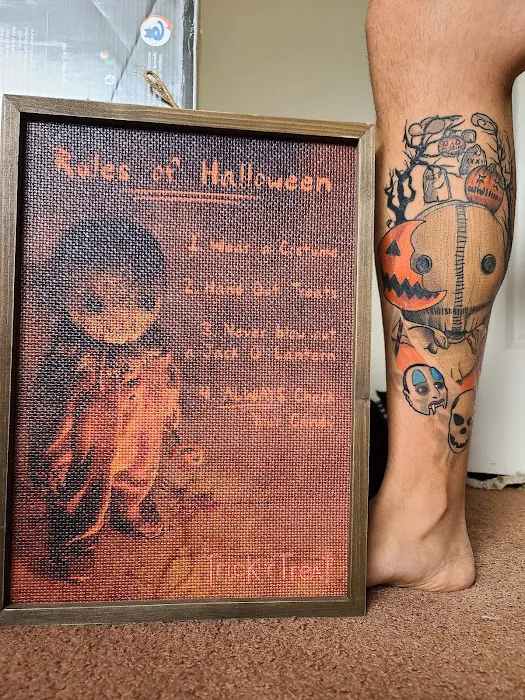 Rules of Halloween
1. Wear a Costume
2. Hand Out Treats
3. Never Blow out
a Jack O' Lantern
4. ALWAYS Check
Your Candy
Trick r Treat